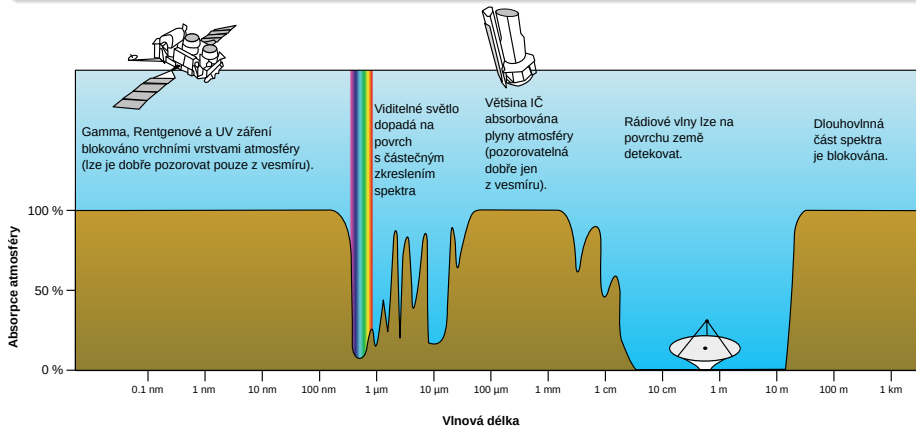 Gamma, Rentgenové a UV záření
blokováno vrchními vrstvami atmosféry
(lze je dobře pozorovat pouze z vesmíru).
Viditelné světlo
dopadá na
povrch
s částečným
zkreslením
spektra
Většina IČ
absorbována
plyny atmosféry
(pozorovatelná
dobře jen
z vesmíru).
Rádiové vlny lze na
povrchu země
detekovat.
Dlouhovlnná
část spektra
je blokována.
Absorpce atmosféry
100 %
50 %
0 %
0.1 nm 1 nm 10 nm 100 nm 1 µm 10 µm 100 µm 1 mm 1 cm 10 cm 1 m 10 m 100 m 1 km
Vlnová délka